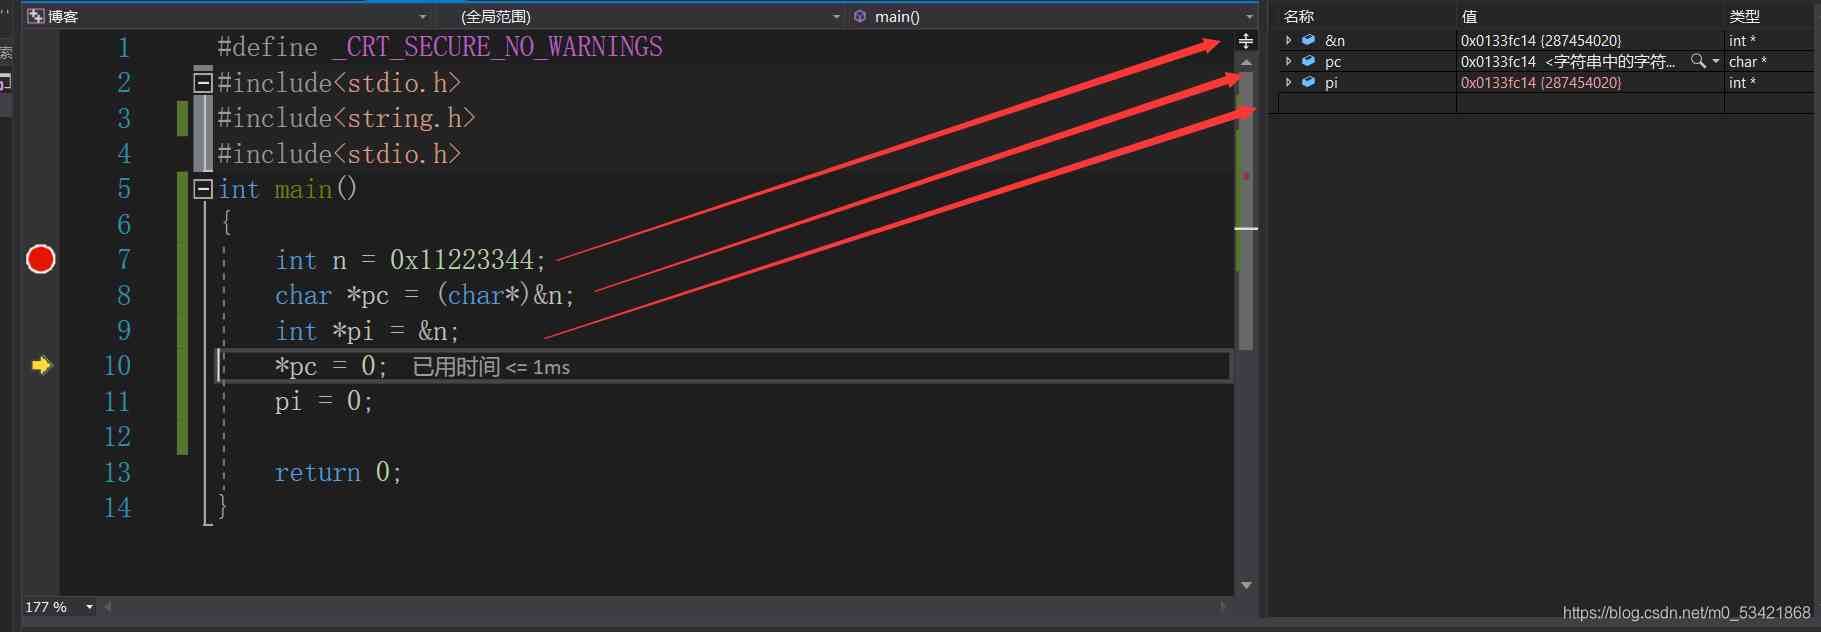 博客 (全局范围) main()
索
1 #define _CRT_SECURE_NO_WARNINGS
2 #include<stdio.h>
3 #include<string.h>
4 #include<stdio.h>
5 int main()
6 {
7 int n = 0x11223344;
8 char *pc = (char*)&n;
9 int *pi = &n;
10 *pc = 0; 已用时间 <= 1ms
11 pi = 0;
12
13 return 0;
14 }
177 %
名称 值 类型
&n 0x0133fc14 {287454020} int *
pc 0x0133fc14 <字符串中的字符... char *
pi 0x0133fc14 {287454020} int *
https://blog.csdn.net/m0_53421868